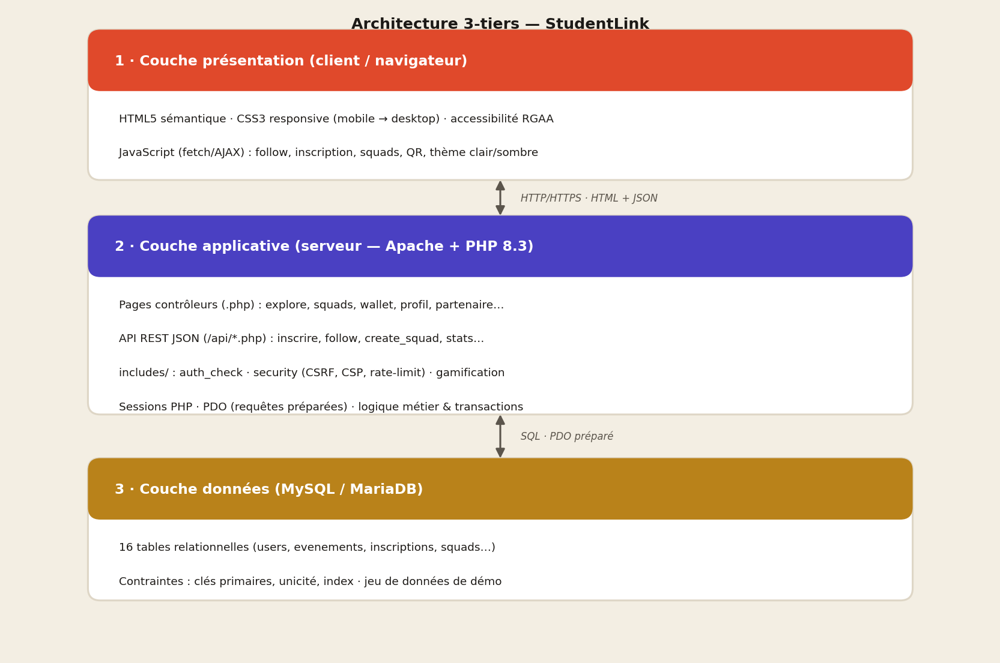 Architecture 3-tiers — StudentLink
1 · Couche présentation (client / navigateur)
HTML5 sémantique · CSS3 responsive (mobile → desktop) · accessibilité RGAA
JavaScript (fetch/AJAX) : follow, inscription, squads, QR, thème clair/sombre
HTTP/HTTPS · HTML + JSON
2 · Couche applicative (serveur — Apache + PHP 8.3)
Pages contrôleurs (.php) : explore, squads, wallet, profil, partenaire…
API REST JSON (/api/*.php) : inscrire, follow, create_squad, stats…
includes/ : auth_check · security (CSRF, CSP, rate-limit) · gamification
Sessions PHP · PDO (requêtes préparées) · logique métier & transactions
SQL · PDO préparé
3 · Couche données (MySQL / MariaDB)
16 tables relationnelles (users, evenements, inscriptions, squads…)
Contraintes : clés primaires, unicité, index · jeu de données de démo